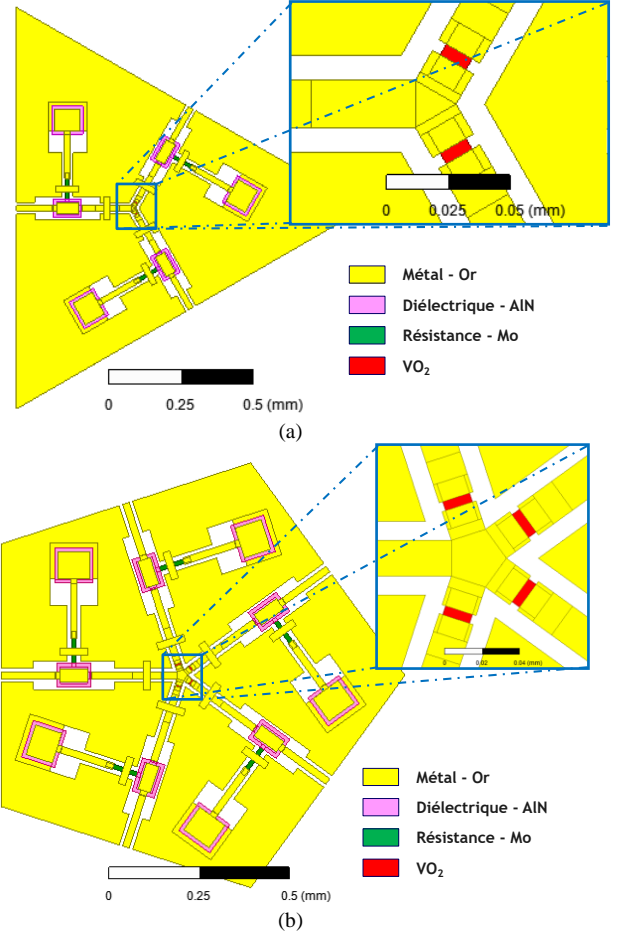 0 0.025 0.05 (mm)
Métal - Or
Diélectrique - AlN
Résistance - Mo
VO₂
0 0.25 0.5 (mm)
(a)
0 0.02 0.04 (mm)
Métal - Or
Diélectrique - AlN
Résistance - Mo
VO₂
0 0.25 0.5 (mm)
(b)